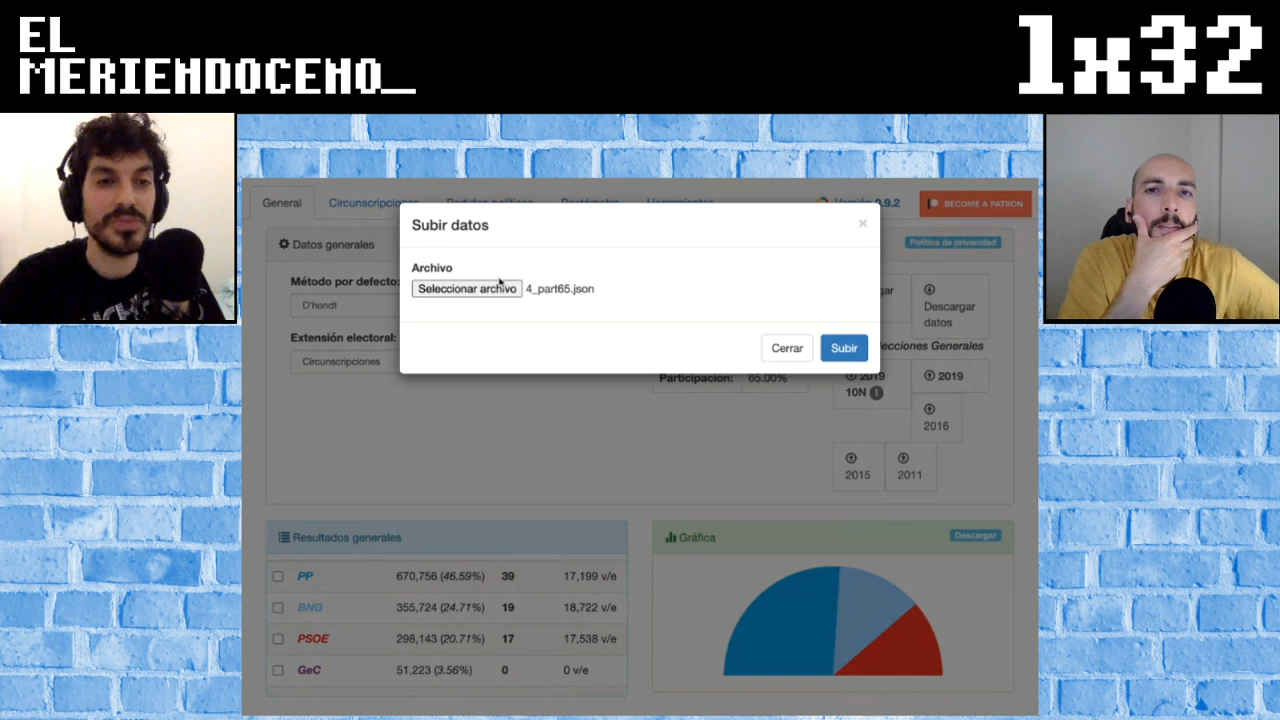 EL
MERIENDOCENO_
1x32
General
Versión 0.9.2
BECOME A PATRON
Subir datos
×
Datos generales
Política de privacidad
Archivo
Método por defecto:
Seleccionar archivo 4_part65.json
D'hondt
Descargar
datos
Extensión electoral:
Cerrar
Subir
Circunscripciones
Participación: 65.00%
2019
10N
2019
2016
2015
2011
Resultados generales
PP 670,756 (46.59%) 39 17,199 v/e
BNG 355,724 (24.71%) 19 18,722 v/e
PSOE 298,143 (20.71%) 17 17,538 v/e
GeC 51,223 (3.56%) 0 0 v/e
Gráfica
Descargar